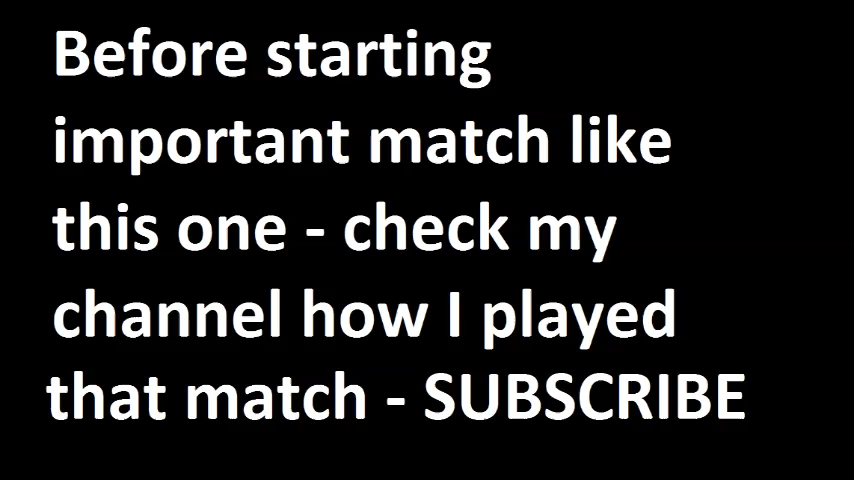 Before starting
important match like
this one - check my
channel how I played
that match - SUBSCRIBE